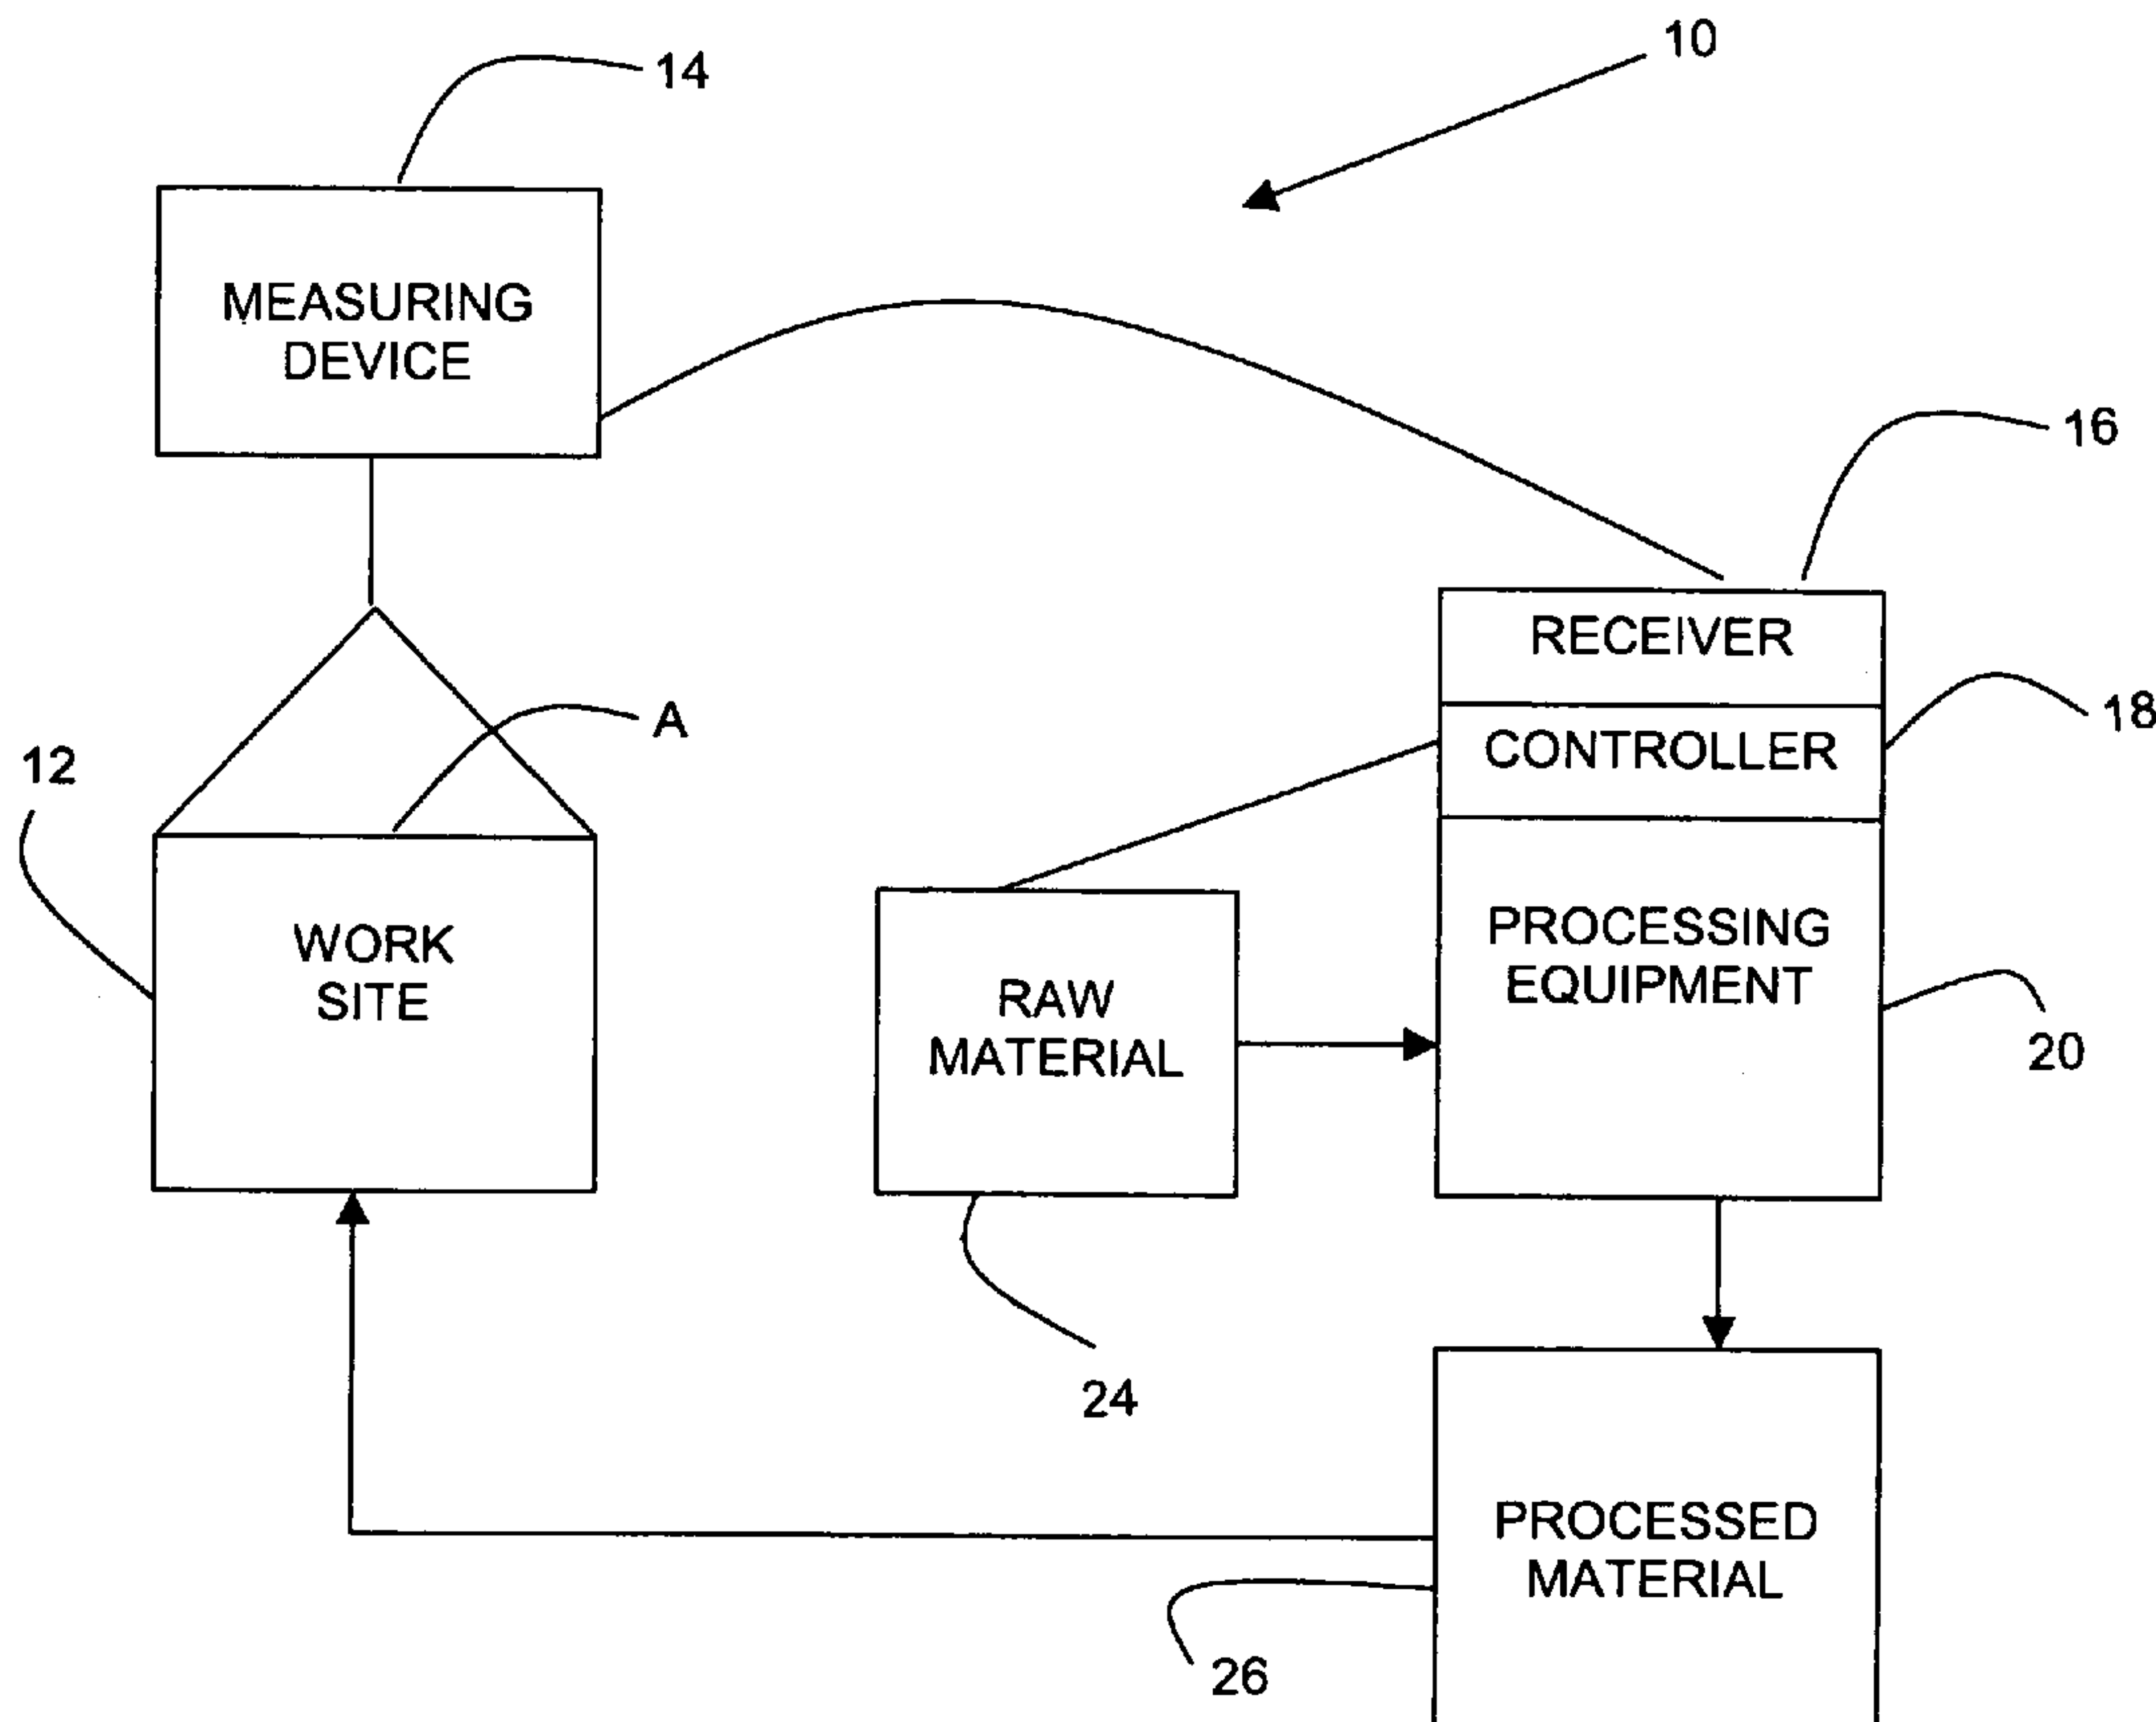 10
14
MEASURING
DEVICE
16
RECEIVER
18
CONTROLLER
A
12
WORK
SITE
PROCESSING
EQUIPMENT
RAW
MATERIAL
20
24
PROCESSED
MATERIAL
26